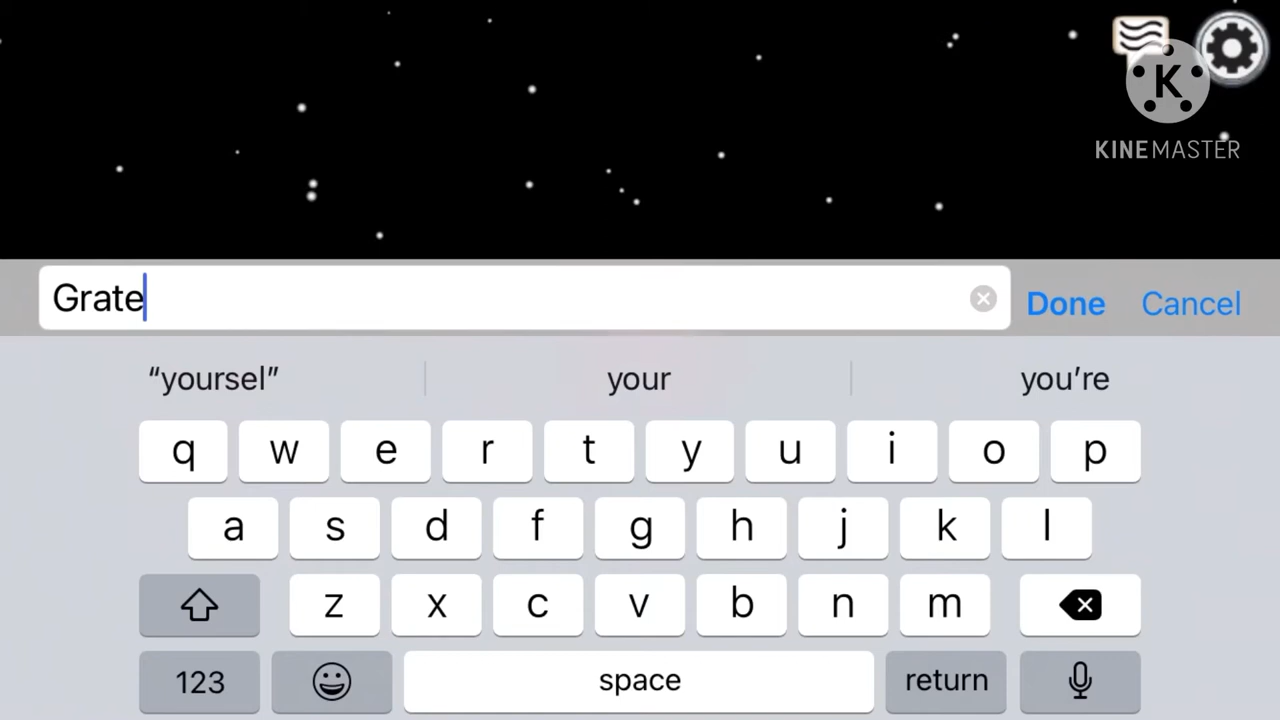 K
KINEMASTER
Grate
Done Cancel
“yoursel” your you’re
q w e r t y u i o p
a s d f g h j k l
z x c v b n m
123 space return